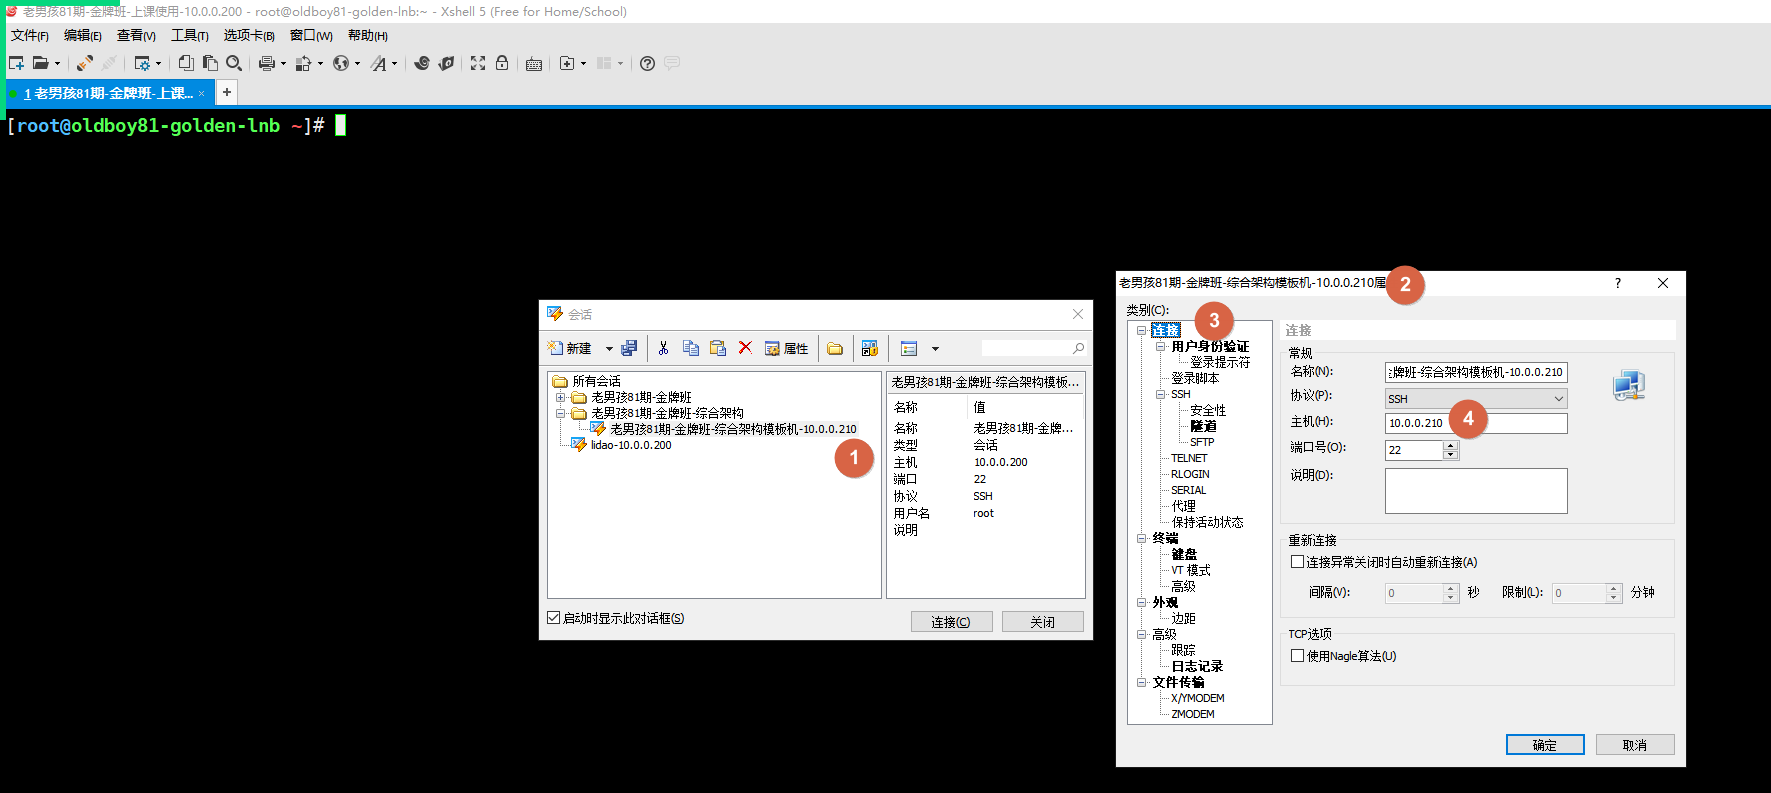 老男孩81期-金牌班-上课使用-10.0.0.200 - root@oldboy81-golden-lnb:~ - Xshell 5 (Free for Home/School)
文件(F) 编辑(E) 查看(V) 工具(T) 选项卡(B) 窗口(W) 帮助(H)
1 老男孩81期-金牌班-上课... × +
[root@oldboy81-golden-lnb ~]#
会话
新建 属性
所有会话
老男孩81期-金牌班
老男孩81期-金牌班-综合架构
老男孩81期-金牌班-综合架构模板机-10.0.0.210
lidao-10.0.0.200
1
老男孩81期-金牌班-综合架构模板...
名称 值
名称 老男孩81期-金牌...
类型 会话
主机 10.0.0.200
端口 22
协议 SSH
用户名 root
说明
启动时显示此对话框(S)
连接(C) 关闭
老男孩81期-金牌班-综合架构模板机-10.0.0.210属
2
?
类别(C):
3
连接
用户身份验证
登录提示符
登录脚本
SSH
安全性
隧道
SFTP
TELNET
RLOGIN
SERIAL
代理
保持活动状态
终端
键盘
VT 模式
高级
外观
边距
高级
跟踪
日志记录
文件传输
X/YMODEM
ZMODEM
连接
常规
名称(N): 牌班-综合架构模板机-10.0.0.210
协议(P): SSH
主机(H): 10.0.0.210
4
端口号(O): 22
说明(D):
重新连接
连接异常关闭时自动重新连接(A)
间隔(V): 0 秒 限制(L): 0 分钟
TCP选项
使用Nagle算法(U)
确定 取消